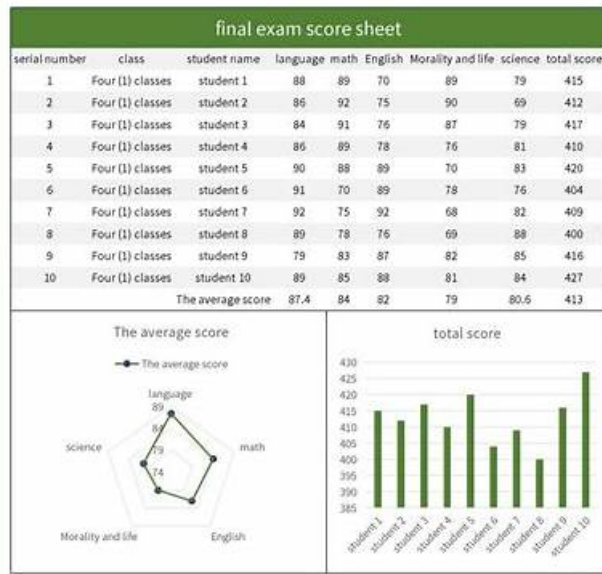 final exam score sheet
serial number class student name language math English Morality and life science total score
1 Four (1) classes student 1 88 89 70 89 79 415
2 Four (1) classes student 2 86 92 75 90 69 412
3 Four (1) classes student 3 84 91 76 87 79 417
4 Four (1) classes student 4 86 89 78 76 81 410
5 Four (1) classes student 5 90 88 89 70 83 420
6 Four (1) classes student 6 91 70 89 78 76 404
7 Four (1) classes student 7 92 75 92 68 82 409
8 Four (1) classes student 8 89 78 76 69 88 400
9 Four (1) classes student 9 79 83 87 82 85 416
10 Four (1) classes student 10 89 85 88 81 84 427
The average score 87.4 84 82 79 80.6 413
The average score
The average score
language
89
84
79
74
science
math
Morality and life
English
total score
430
425
420
415
410
405
400
395
390
385
student 1
student 2
student 3
student 4
student 5
student 6
student 7
student 8
student 9
student 10